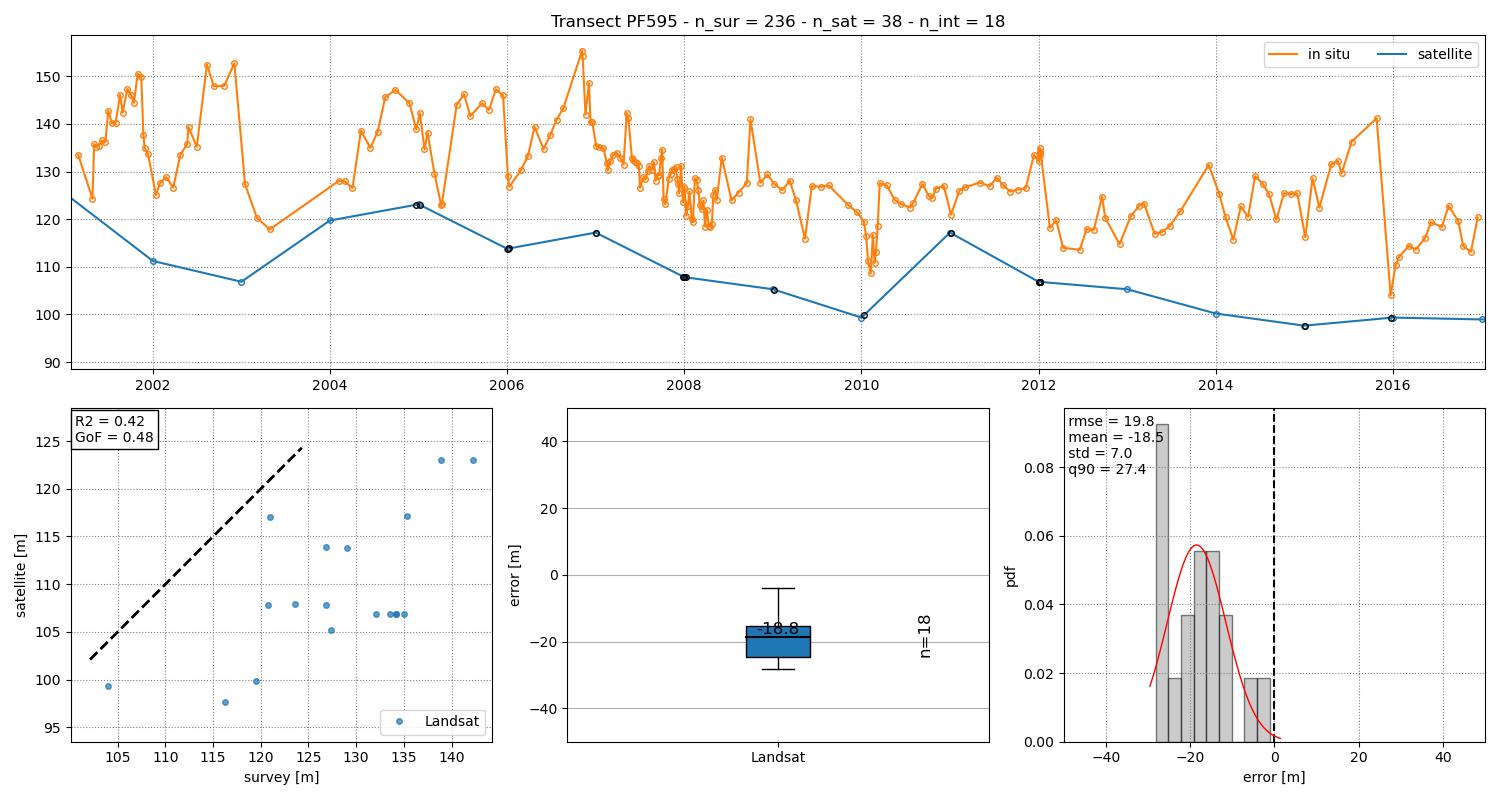 Transect PF595 - n_sur = 236 - n_sat = 38 - n_int = 18
in situ
satellite
150
140
130
120
110
100
90
2002
2004
2006
2008
2010
2012
2014
2016
R2 = 0.42
GoF = 0.48
125
120
115
110
105
100
95
satellite [m]
105
110
115
120
125
130
135
140
survey [m]
Landsat
40
20
0
−20
−40
error [m]
-18.8
n=18
Landsat
rmse = 19.8
mean = -18.5
std = 7.0
q90 = 27.4
0.08
0.06
0.04
0.02
0.00
pdf
−40
−20
0
20
40
error [m]